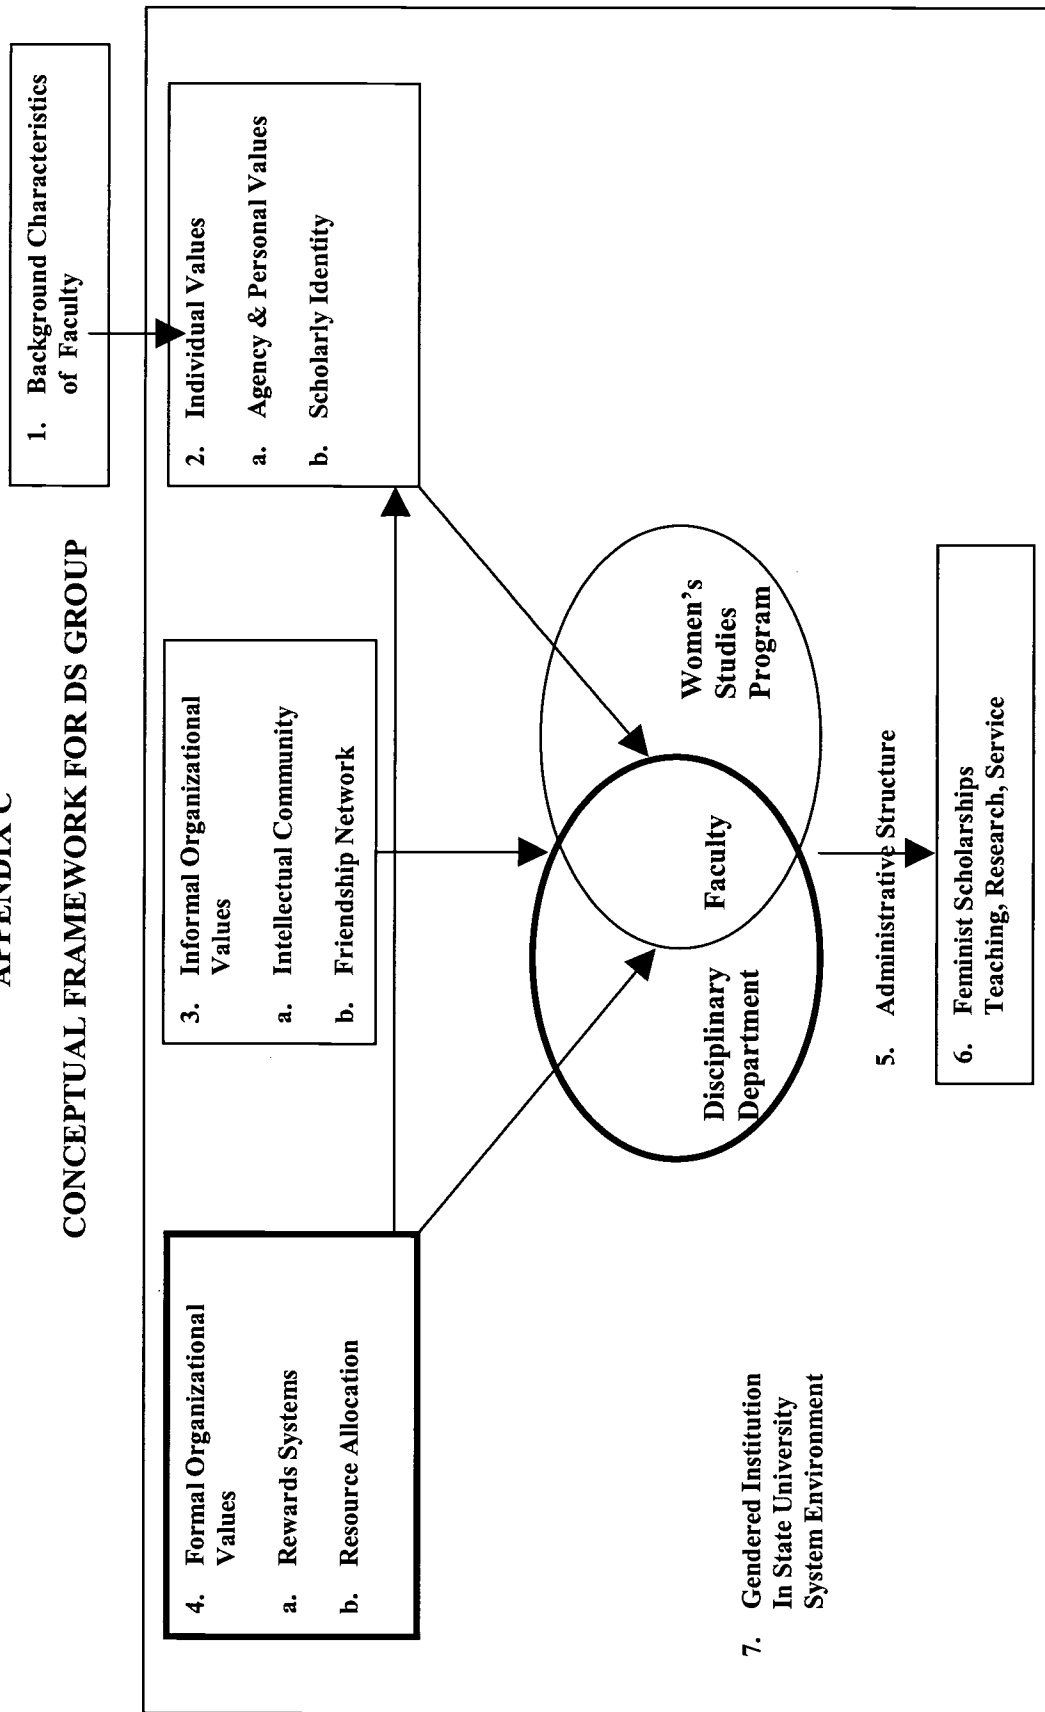 APPENDIX C
CONCEPTUAL FRAMEWORK FOR DS GROUP
1. Background Characteristics
of Faculty
4. Formal Organizational
Values
a. Rewards Systems
b. Resource Allocation
3. Informal Organizational
Values
a. Intellectual Community
b. Friendship Network
2. Individual Values
a. Agency & Personal Values
b. Scholarly Identity
Disciplinary
Department
Faculty
Women's
Studies
Program
7. Gendered Institution
In State University
System Environment
5. Administrative Structure
6. Feminist Scholarships
Teaching, Research, Service